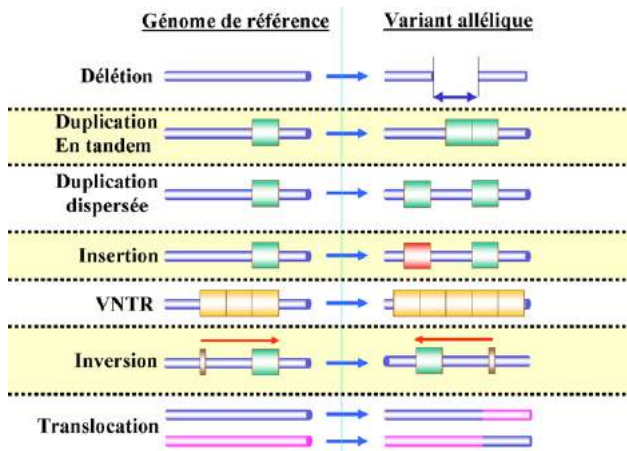 Génome de référence
Variant allélique
Délétion
Duplication
En tandem
Duplication
dispersée
Insertion
VNTR
Inversion
Translocation